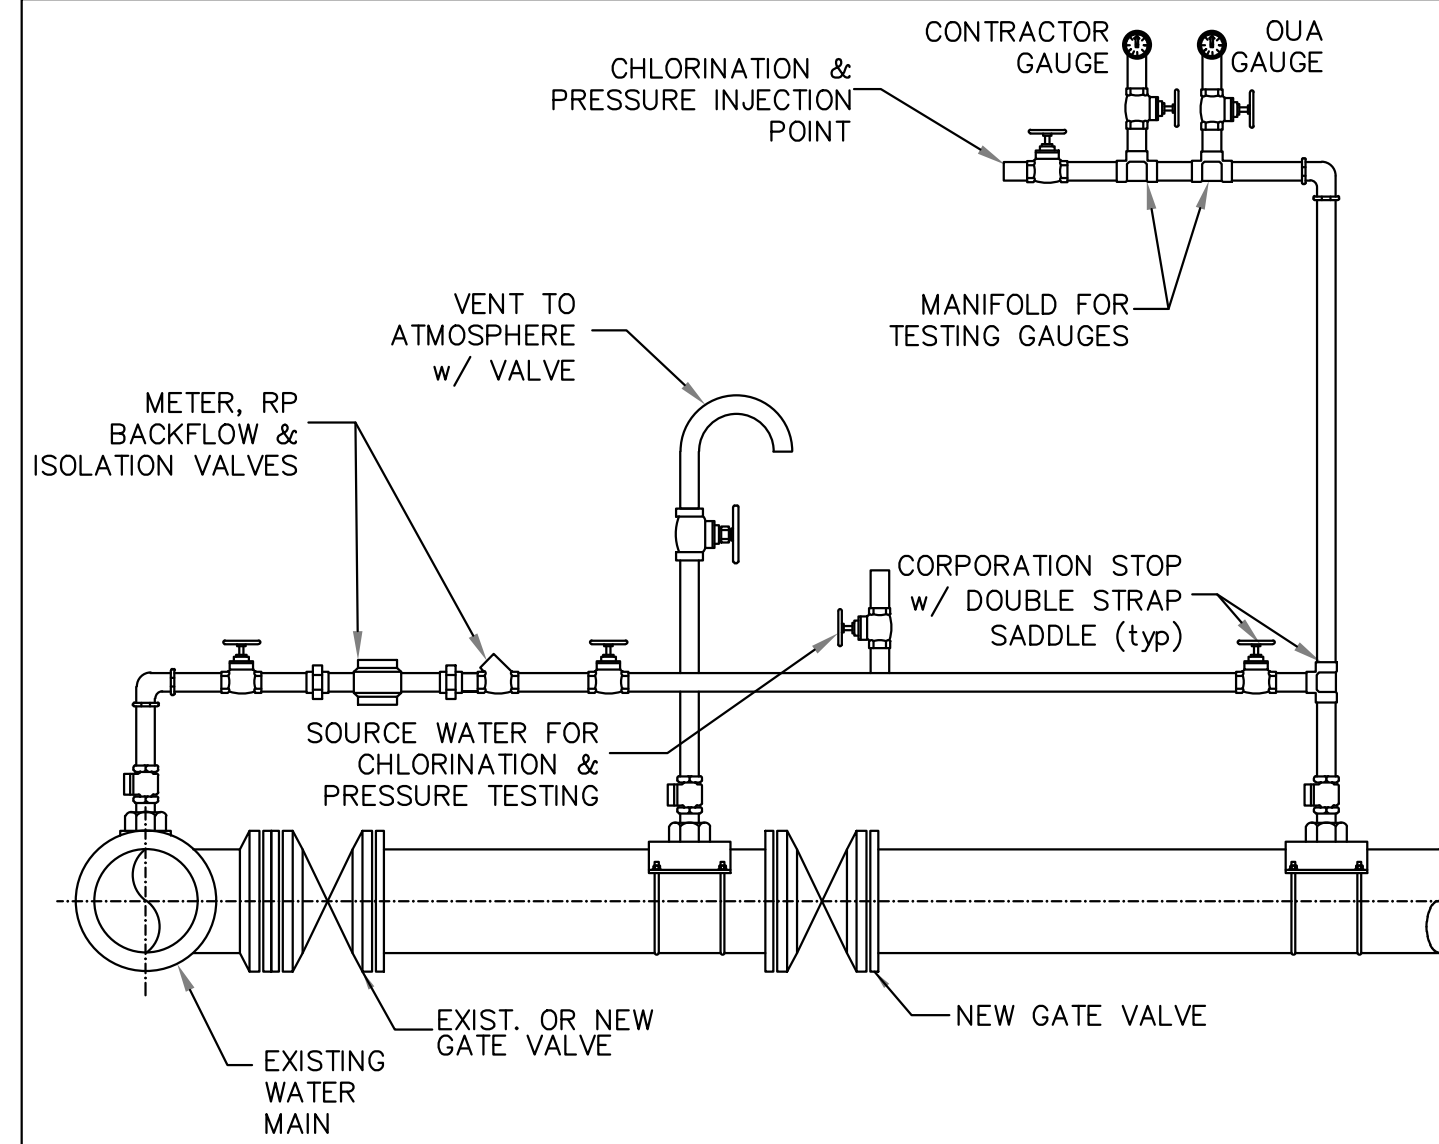 CONTRACTOR
GAUGE
OUA
GAUGE
CHLORINATION &
PRESSURE INJECTION
POINT
VENT TO
ATMOSPHERE
w/ VALVE
MANIFOLD FOR
TESTING GAUGES
METER, RP
BACKFLOW &
ISOLATION VALVES
CORPORATION STOP
w/ DOUBLE STRAP
SADDLE (typ)
SOURCE WATER FOR
CHLORINATION &
PRESSURE TESTING
EXIST. OR NEW
GATE VALVE
NEW GATE VALVE
EXISTING
WATER
MAIN